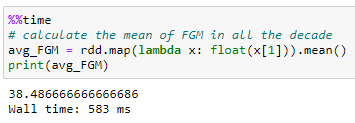 %%time
# calculate the mean of FGM in all the decade
avg_FGM = rdd.map(lambda x: float(x[1])).mean()
print(avg_FGM)
38.486666666666686
Wall time: 583 ms